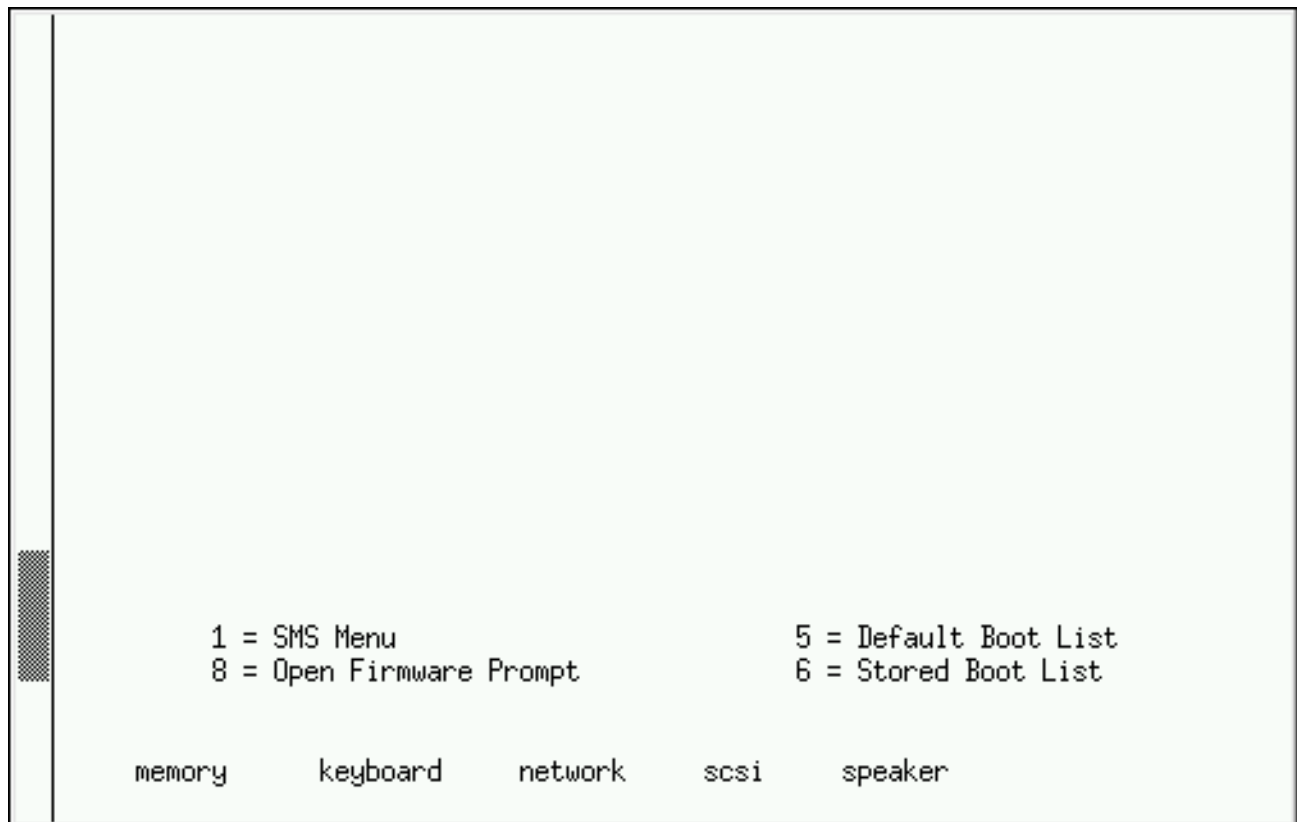 1 = SMS Menu 5 = Default Boot List
8 = Open Firmware Prompt 6 = Stored Boot List
memory keyboard network scsi speaker